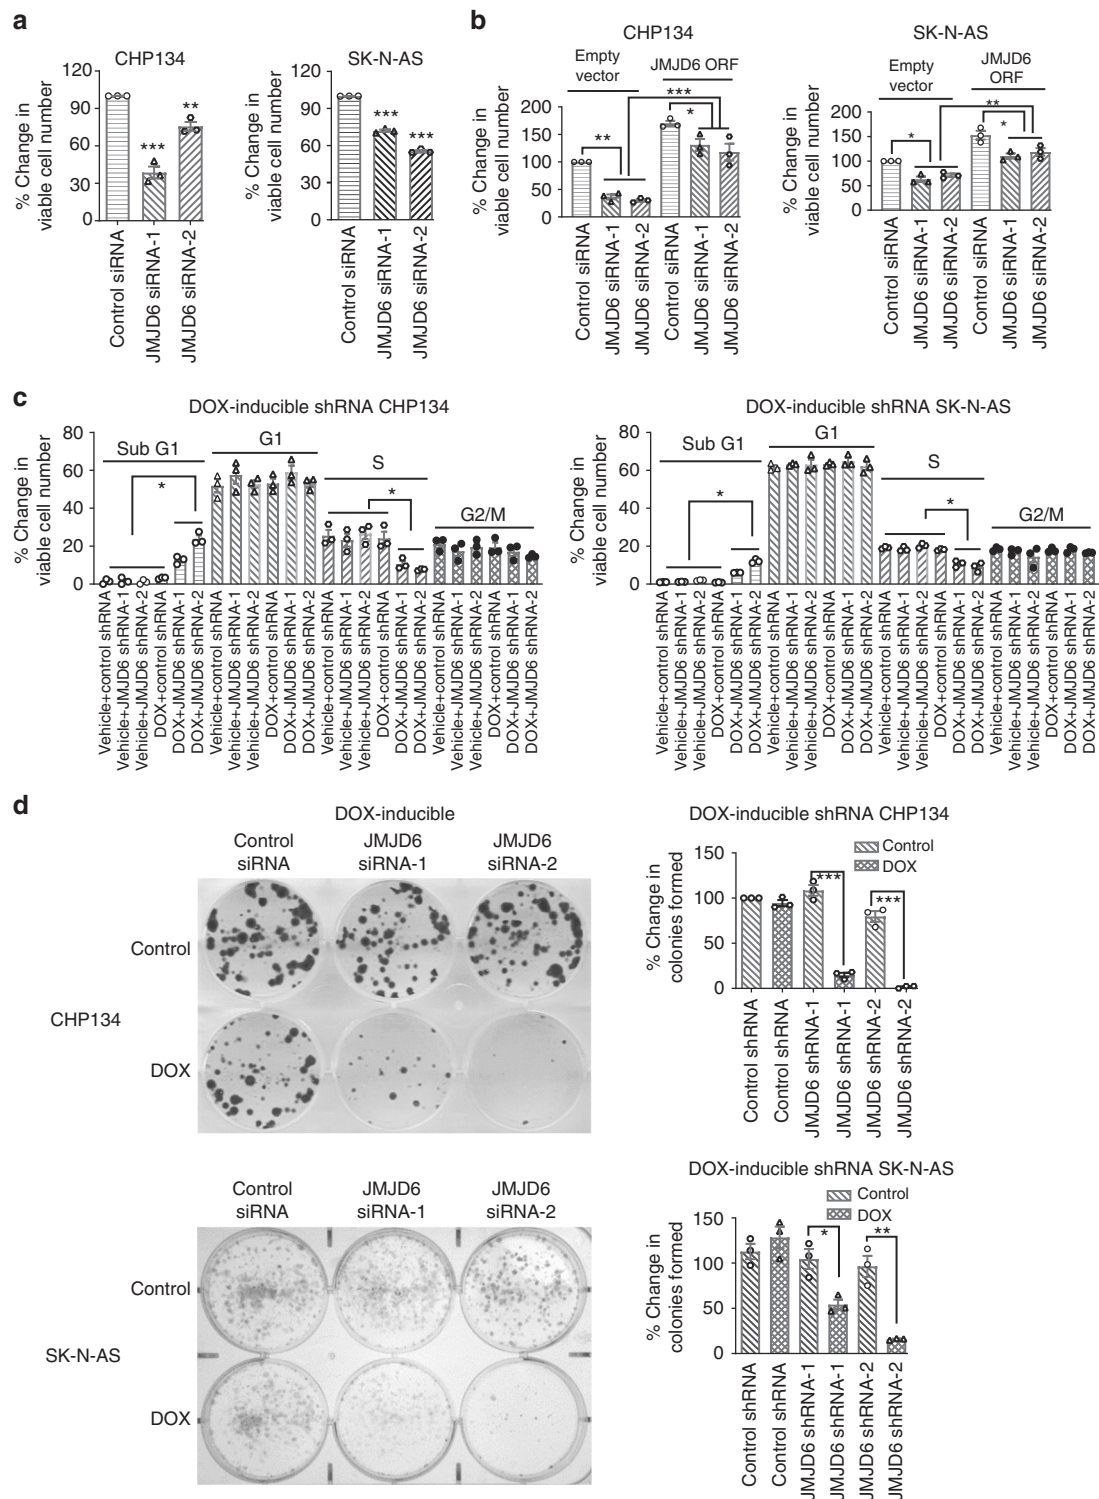 a
CHP134
% Change in
viable cell number
120
90
60
30
0
***
**
Control siRNA
JMJD6 siRNA-1
JMJD6 siRNA-2
SK-N-AS
% Change in
viable cell number
120
90
60
30
0
***
***
Control siRNA
JMJD6 siRNA-1
JMJD6 siRNA-2
b
CHP134
Empty
vector
JMJD6 ORF
% Change in
viable cell number
200
150
100
50
0
**
***
*
Control siRNA
JMJD6 siRNA-1
JMJD6 siRNA-2
Control siRNA
JMJD6 siRNA-1
JMJD6 siRNA-2
SK-N-AS
Empty
vector
JMJD6
ORF
% Change in
viable cell number
200
150
100
50
0
*
**
*
Control siRNA
JMJD6 siRNA-1
JMJD6 siRNA-2
Control siRNA
JMJD6 siRNA-1
JMJD6 siRNA-2
c
DOX-inducible shRNA CHP134
% Change in
viable cell number
80
60
40
20
0
Sub G1
G1
S
G2/M
*
*
Vehicle+control shRNA
Vehicle+JMJD6 shRNA-1
Vehicle+JMJD6 shRNA-2
DOX+control shRNA
DOX+JMJD6 shRNA-1
DOX+JMJD6 shRNA-2
Vehicle+control shRNA
Vehicle+JMJD6 shRNA-1
Vehicle+JMJD6 shRNA-2
DOX+control shRNA
DOX+JMJD6 shRNA-1
DOX+JMJD6 shRNA-2
Vehicle+control shRNA
Vehicle+JMJD6 shRNA-1
Vehicle+JMJD6 shRNA-2
DOX+control shRNA
DOX+JMJD6 shRNA-1
DOX+JMJD6 shRNA-2
Vehicle+control shRNA
Vehicle+JMJD6 shRNA-1
Vehicle+JMJD6 shRNA-2
DOX+control shRNA
DOX+JMJD6 shRNA-1
DOX+JMJD6 shRNA-2
DOX-inducible shRNA SK-N-AS
% Change in
viable cell number
80
60
40
20
0
Sub G1
G1
S
G2/M
*
*
Vehicle+control shRNA
Vehicle+JMJD6 shRNA-1
Vehicle+JMJD6 shRNA-2
DOX+control shRNA
DOX+JMJD6 shRNA-1
DOX+JMJD6 shRNA-2
Vehicle+control shRNA
Vehicle+JMJD6 shRNA-1
Vehicle+JMJD6 shRNA-2
DOX+control shRNA
DOX+JMJD6 shRNA-1
DOX+JMJD6 shRNA-2
Vehicle+control shRNA
Vehicle+JMJD6 shRNA-1
Vehicle+JMJD6 shRNA-2
DOX+control shRNA
DOX+JMJD6 shRNA-1
DOX+JMJD6 shRNA-2
Vehicle+control shRNA
Vehicle+JMJD6 shRNA-1
Vehicle+JMJD6 shRNA-2
DOX+control shRNA
DOX+JMJD6 shRNA-1
DOX+JMJD6 shRNA-2
d
DOX-inducible
Control
siRNA
JMJD6
siRNA-1
JMJD6
siRNA-2
Control
CHP134
DOX
DOX-inducible shRNA CHP134
Control
DOX
% Change in
colonies formed
150
100
50
0
***
***
Control shRNA
Control shRNA
JMJD6 shRNA-1
JMJD6 shRNA-1
JMJD6 shRNA-2
JMJD6 shRNA-2
Control
siRNA
JMJD6
siRNA-1
JMJD6
siRNA-2
Control
SK-N-AS
DOX
DOX-inducible shRNA SK-N-AS
Control
DOX
% Change in
colonies formed
150
100
50
0
*
**
Control shRNA
Control shRNA
JMJD6 shRNA-1
JMJD6 shRNA-1
JMJD6 shRNA-2
JMJD6 shRNA-2